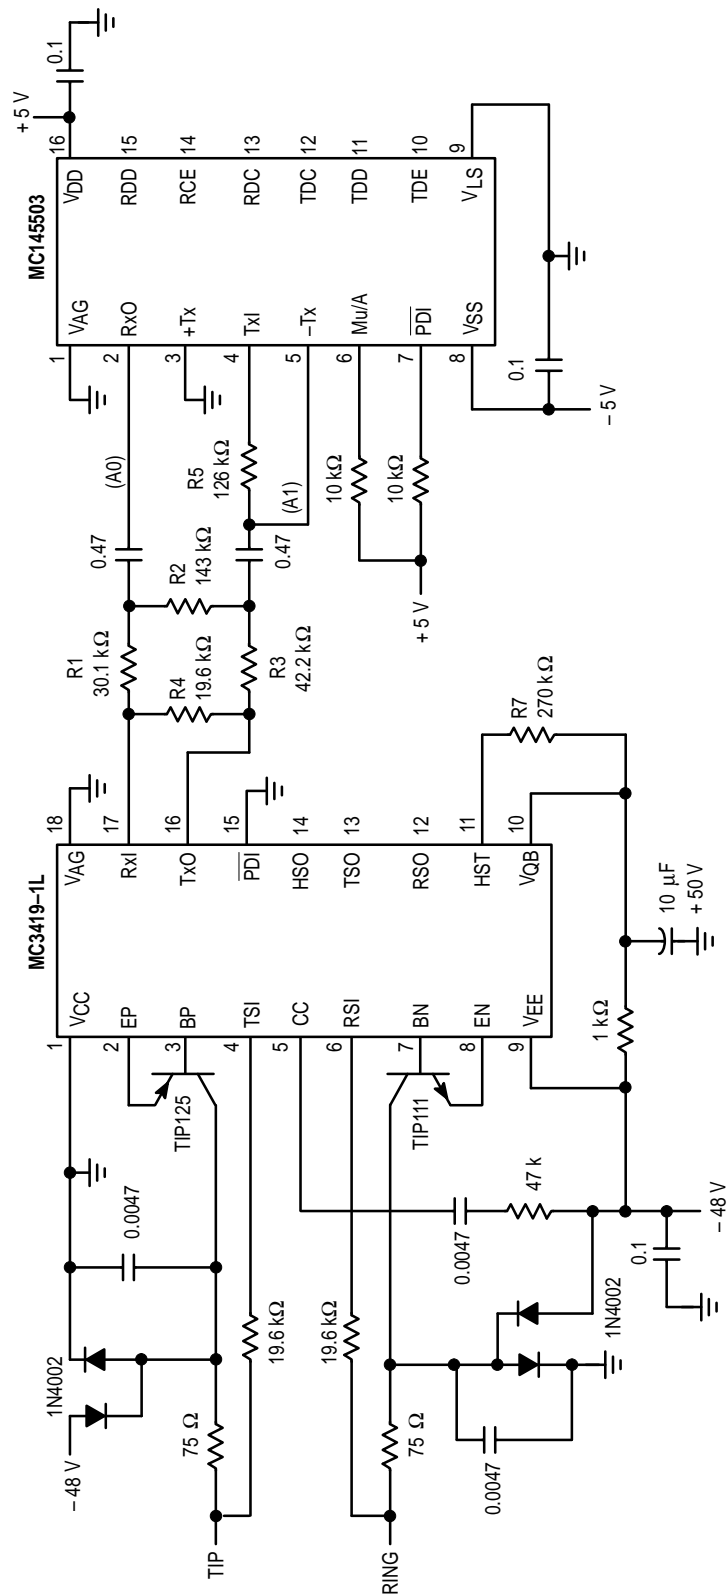 MC3419–1L
1
VCC
2
EP
3
BP
4
TSI
5
CC
6
RSI
7
BN
8
EN
9
VEE
18
VAG
17
RxI
16
TxO
15
PDI
14
HSO
13
TSO
12
RSO
11
HST
10
VQB
MC145503
1
VAG
2
RxO
3
+Tx
4
TxI
5
–Tx
6
Mu/A
7
PDI
8
VSS
16
VDD
15
RDD
14
RCE
13
RDC
12
TDC
11
TDD
10
TDE
9
VLS
+ 5 V
0.1
0.1
– 5 V
(A0)
(A1)
0.47
0.47
R1
30.1 kΩ
R2
143 kΩ
R3
42.2 kΩ
R4
19.6 kΩ
R5
126 kΩ
10 kΩ
10 kΩ
+ 5 V
R7
270 kΩ
10 µF
+ 50 V
1 kΩ
– 48 V
0.1
47 k
0.0047
TIP125
TIP111
0.0047
1N4002
– 48 V
75 Ω
TIP
19.6 kΩ
19.6 kΩ
75 Ω
RING
1N4002
0.0047